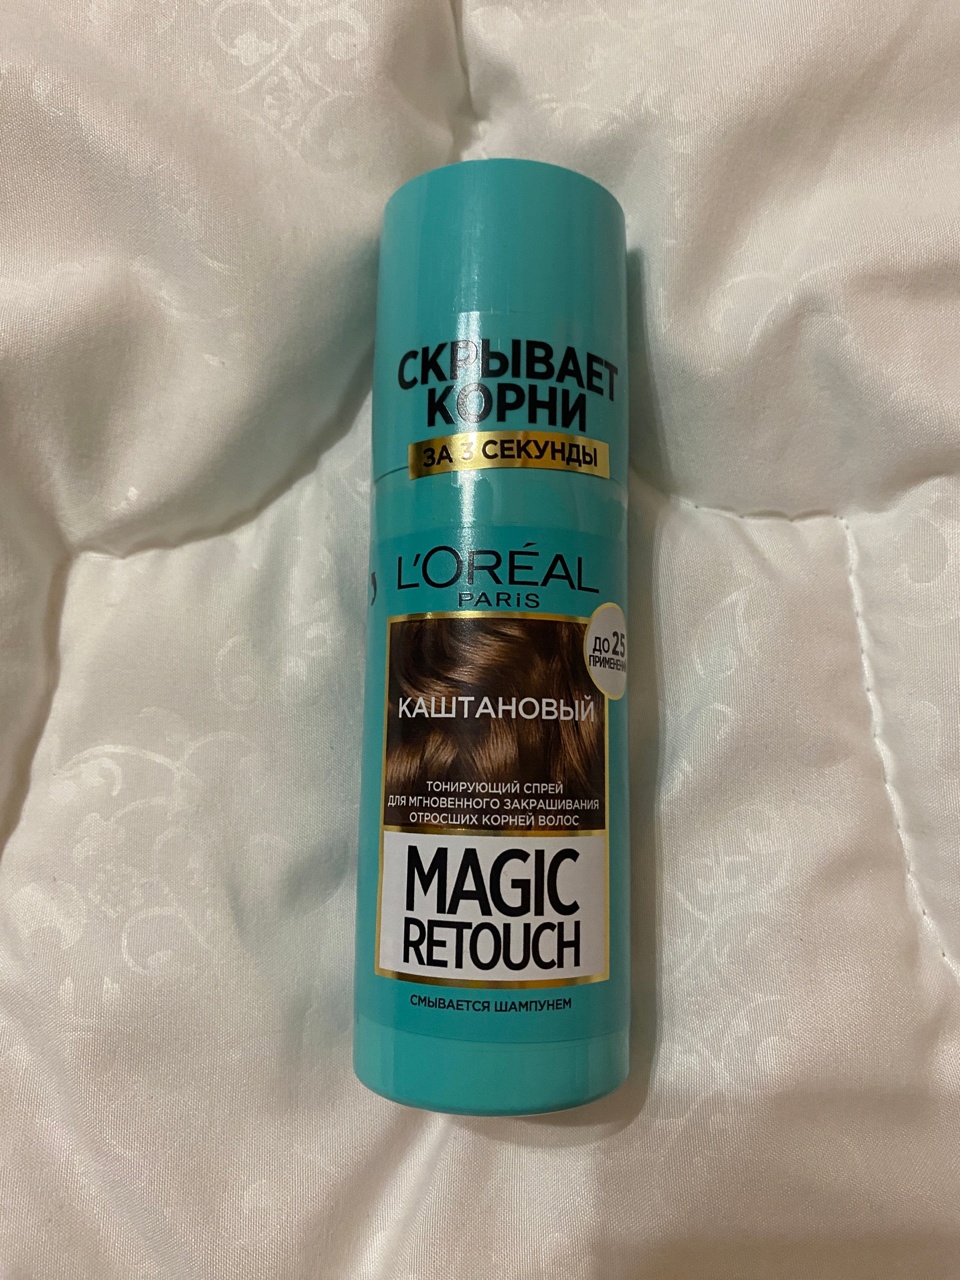 СКРЫВАЕТ
КОРНИ
ЗА 3 СЕКУНДЫ
L'ORÉAL
PARIS
ДО 25
КАШТАНОВЫЙ
ТОНИРУЮЩИЙ СПРЕЙ
ДЛЯ МГНОВЕННОГО ЗАКРАШИВАНИЯ
ОТРОСШИХ КОРНЕЙ ВОЛОС
MAGIC
RETOUCH
СМЫВАЕТСЯ ШАМПУНЕМ